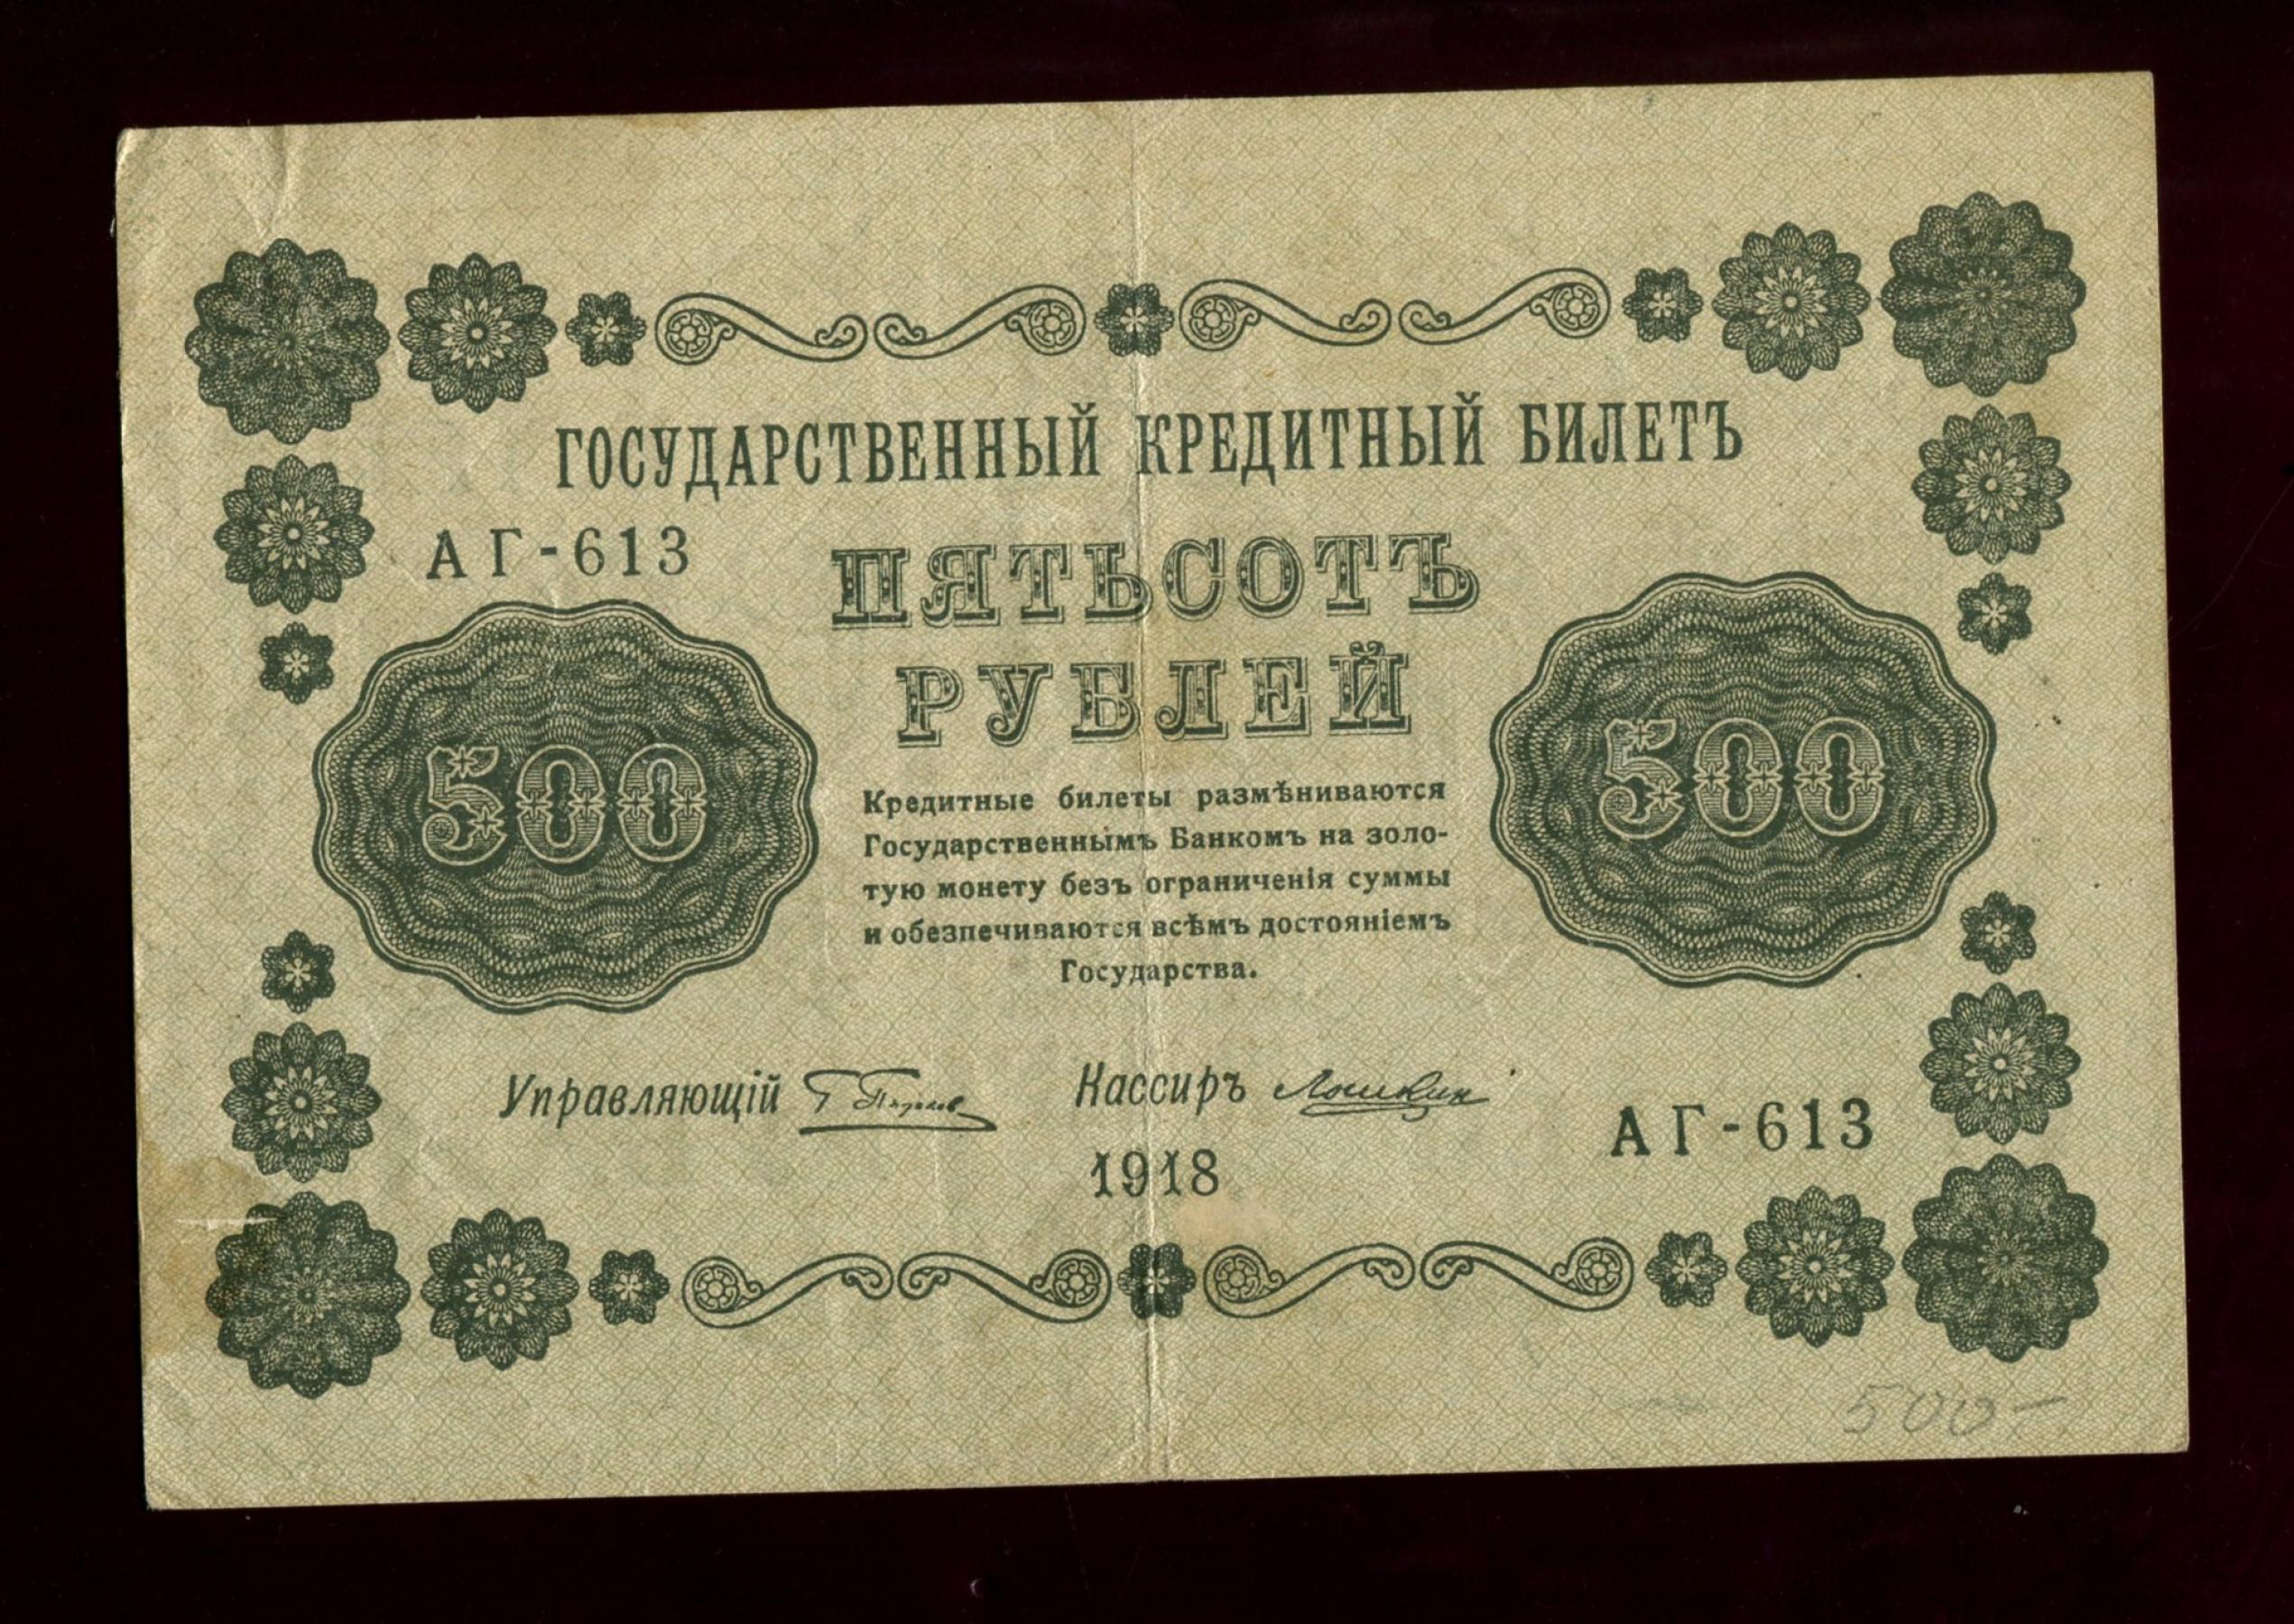 ГОСУДАРСТВЕННЫЙ КРЕДИТНЫЙ БИЛЕТЪ
АГ-613
ПЯТЬСОТЪ
РУБЛЕЙ
500
500
Кредитные билеты размѣниваются
Государственнымъ Банкомъ на золо-
тую монету безъ ограниченія суммы
и обезпечиваются всѣмъ достояніемъ
Государства.
Управляющій
Кассиръ
АГ-613
1918
500-